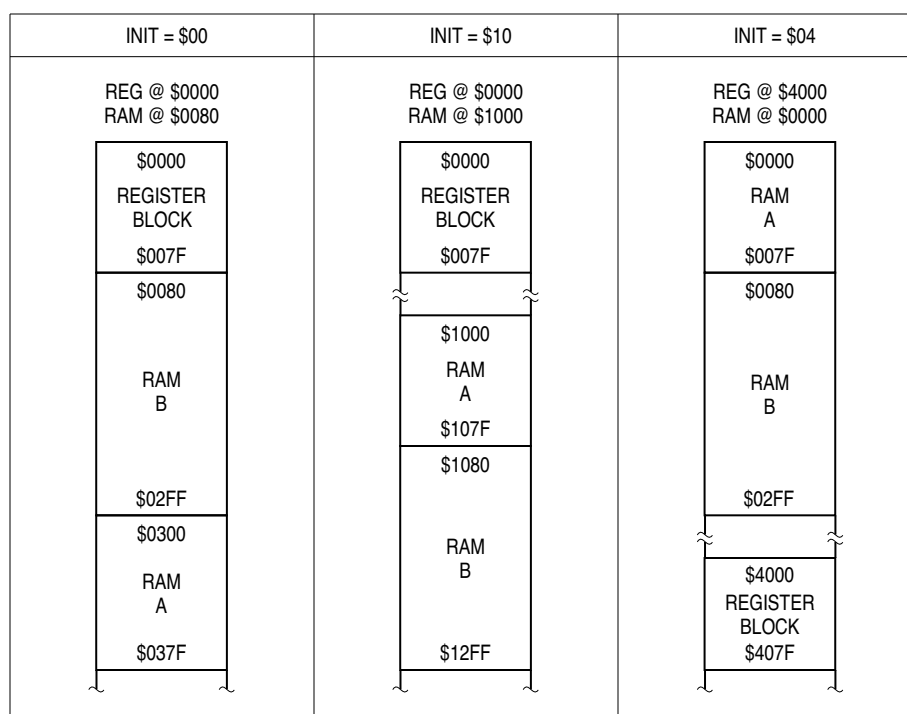 INIT = $00
REG @ $0000
RAM @ $0080
$0000
REGISTER
BLOCK
$007F
$0080
RAM
B
$02FF
$0300
RAM
A
$037F
INIT = $10
REG @ $0000
RAM @ $1000
$0000
REGISTER
BLOCK
$007F
$1000
RAM
A
$107F
$1080
RAM
B
$12FF
INIT = $04
REG @ $4000
RAM @ $0000
$0000
RAM
A
$007F
$0080
RAM
B
$02FF
$4000
REGISTER
BLOCK
$407F